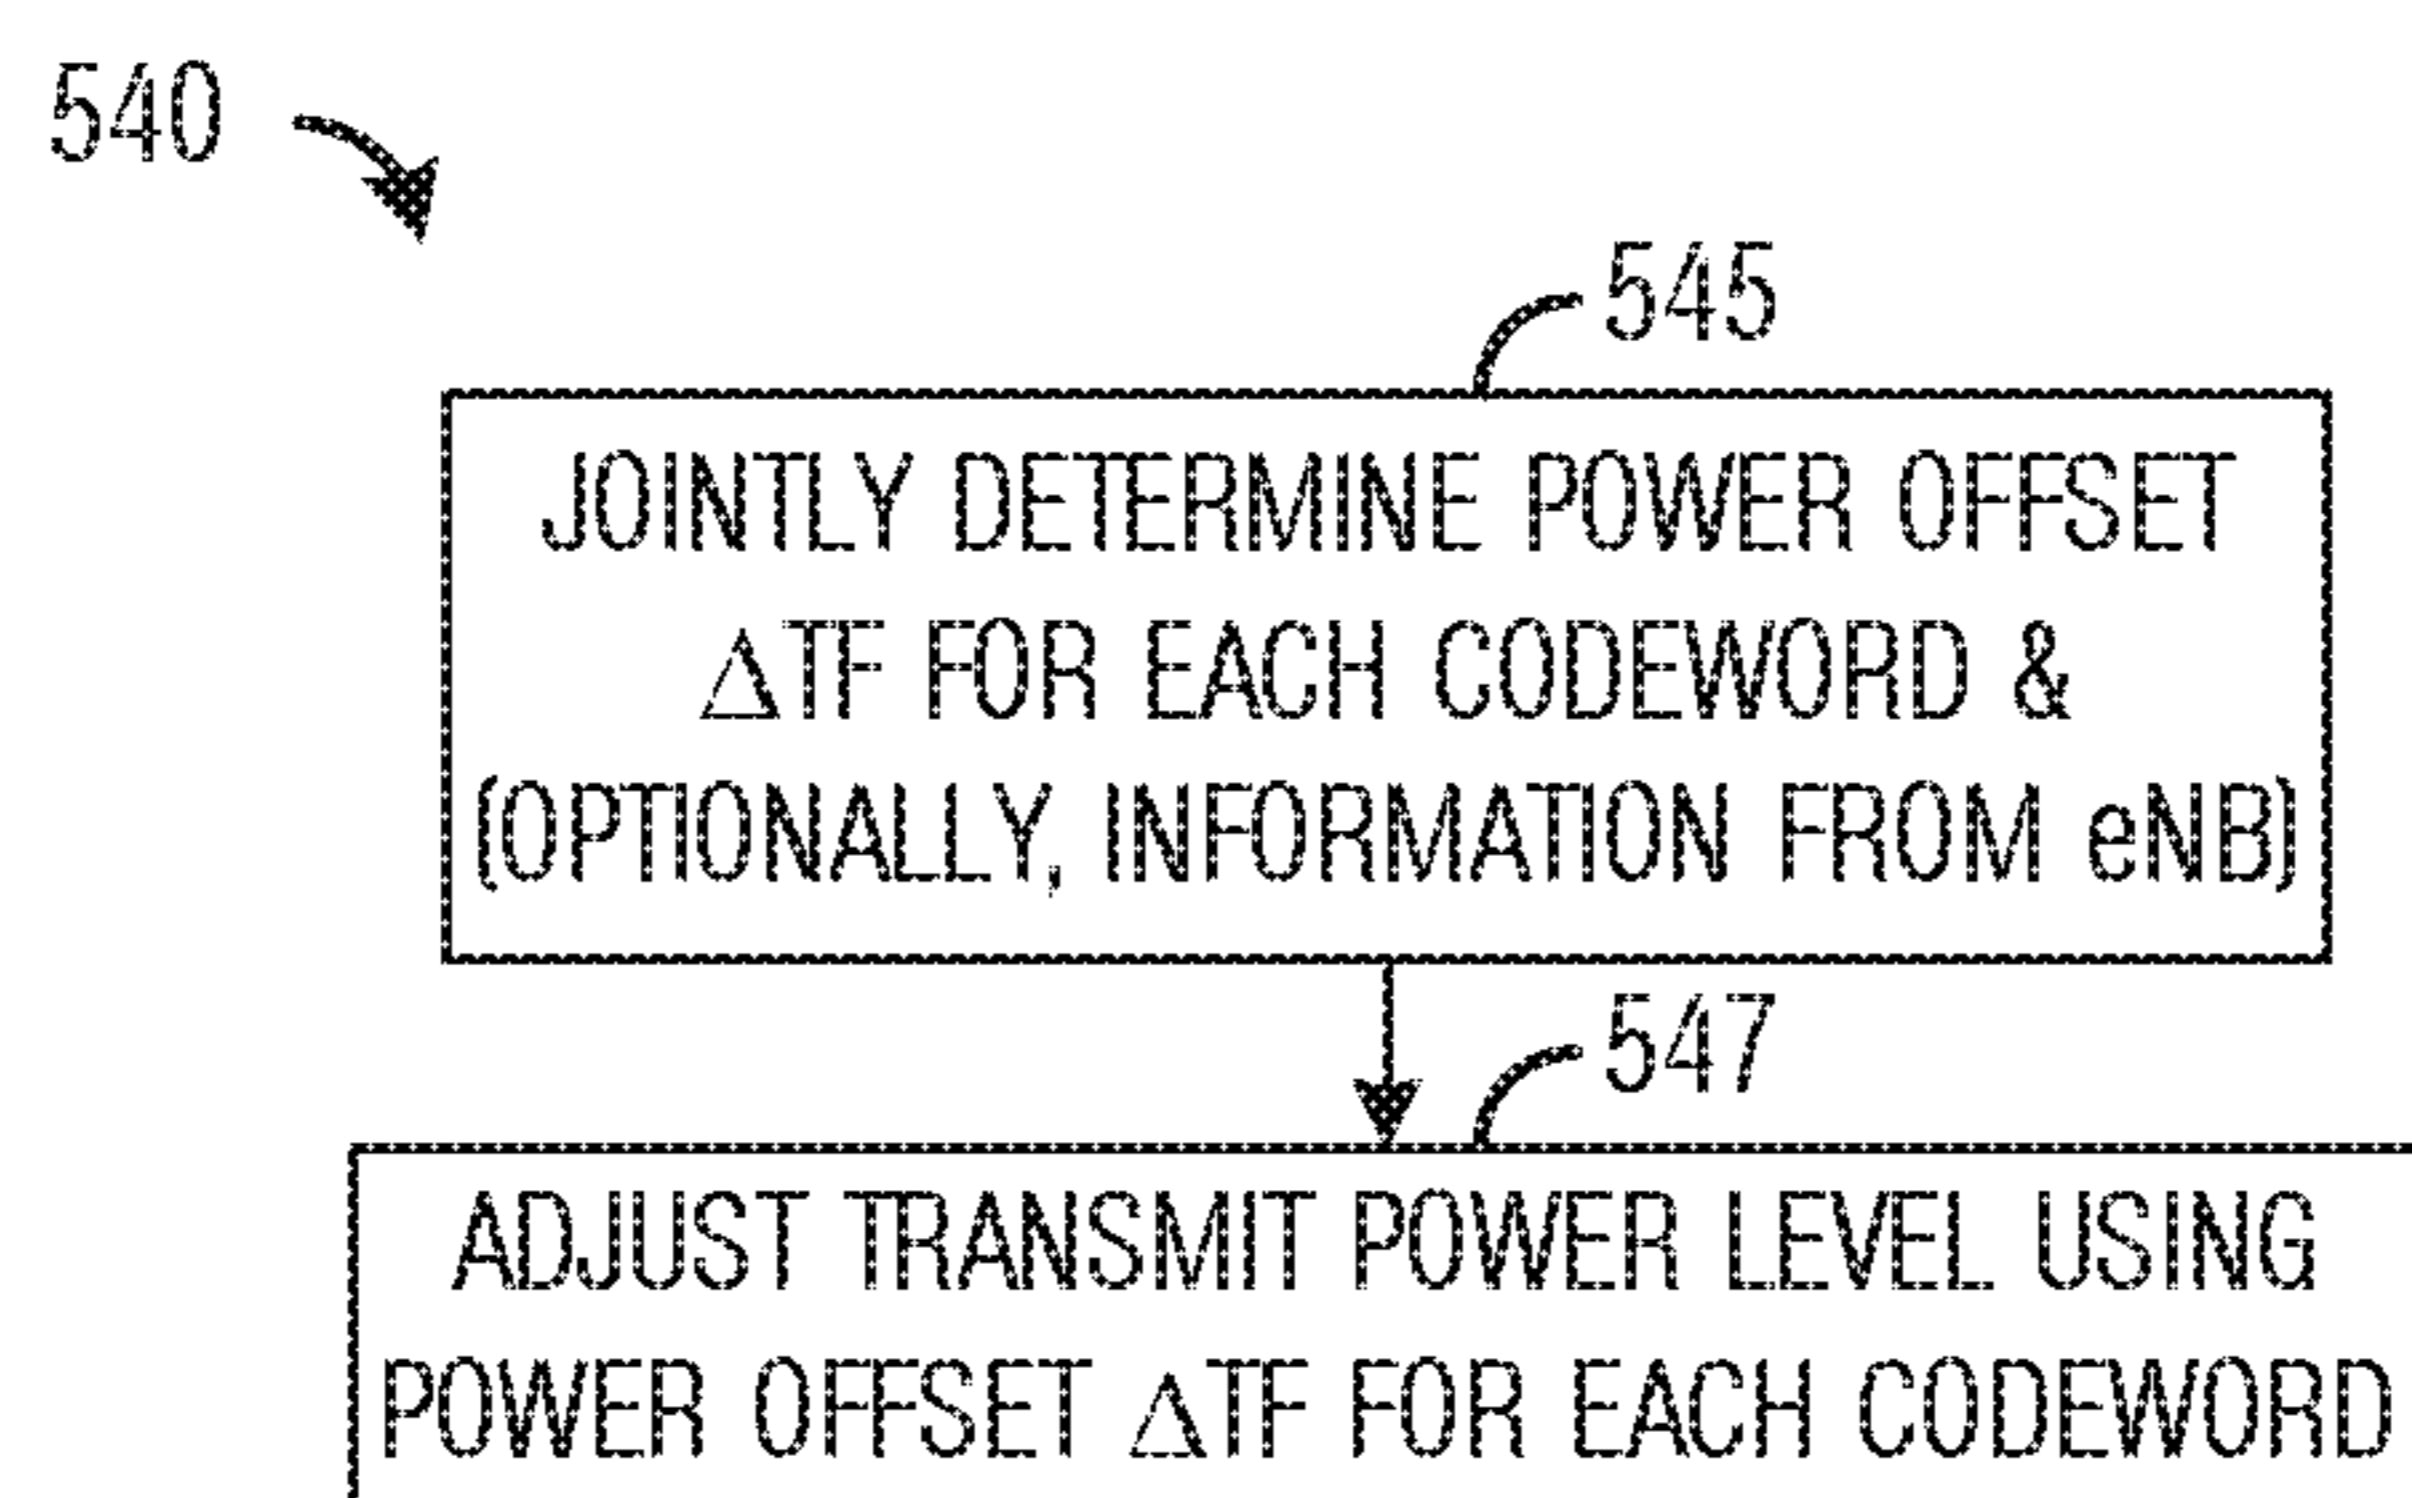 540
545
JOINTLY DETERMINE POWER OFFSET
ΔTF FOR EACH CODEWORD &
(OPTIONALLY, INFORMATION FROM eNB)
547
ADJUST TRANSMIT POWER LEVEL USING
POWER OFFSET ΔTF FOR EACH CODEWORD